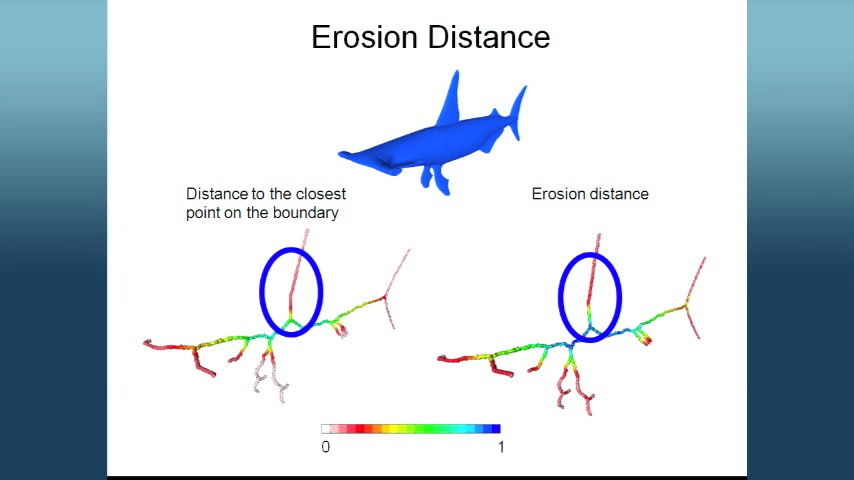 Erosion Distance
Distance to the closest
point on the boundary
Erosion distance
0
1